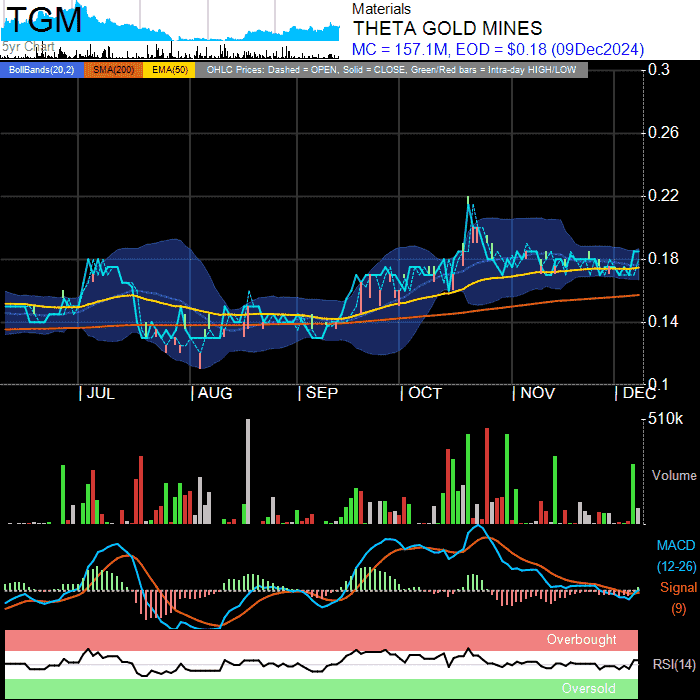 TGM
5yr Chart
Materials
THETA GOLD MINES
MC = 157.1M, EOD = $0.18 (09Dec2024)
BollBands(20,2) SMA(200) EMA(50) OHLC Prices: Dashed = OPEN, Solid = CLOSE, Green/Red bars = Intra-day HIGH/LOW
0.3
0.26
0.22
0.18
0.14
0.1
JUL AUG SEP OCT NOV DEC
510k
Volume
MACD
(12-26)
Signal
(9)
Overbought
RSI(14)
Oversold